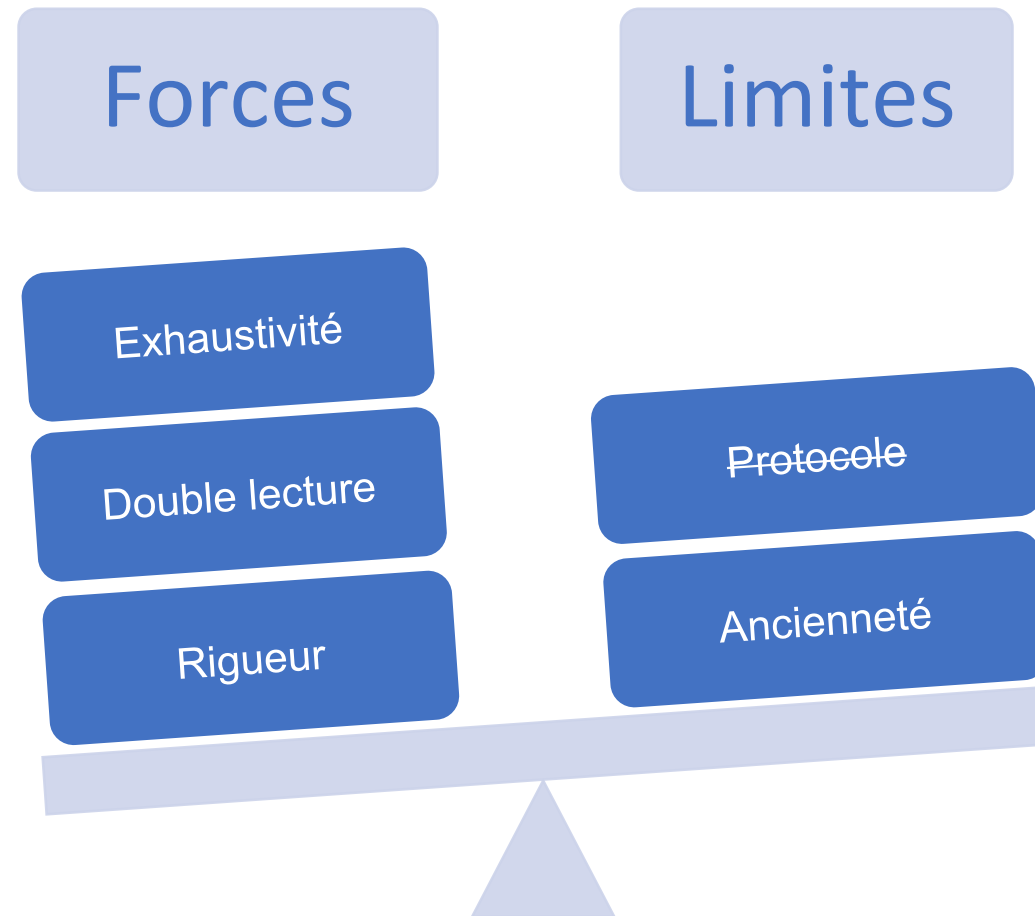 Forces
Limites
Exhaustivité
Double lecture
Rigueur
Protocole
Ancienneté